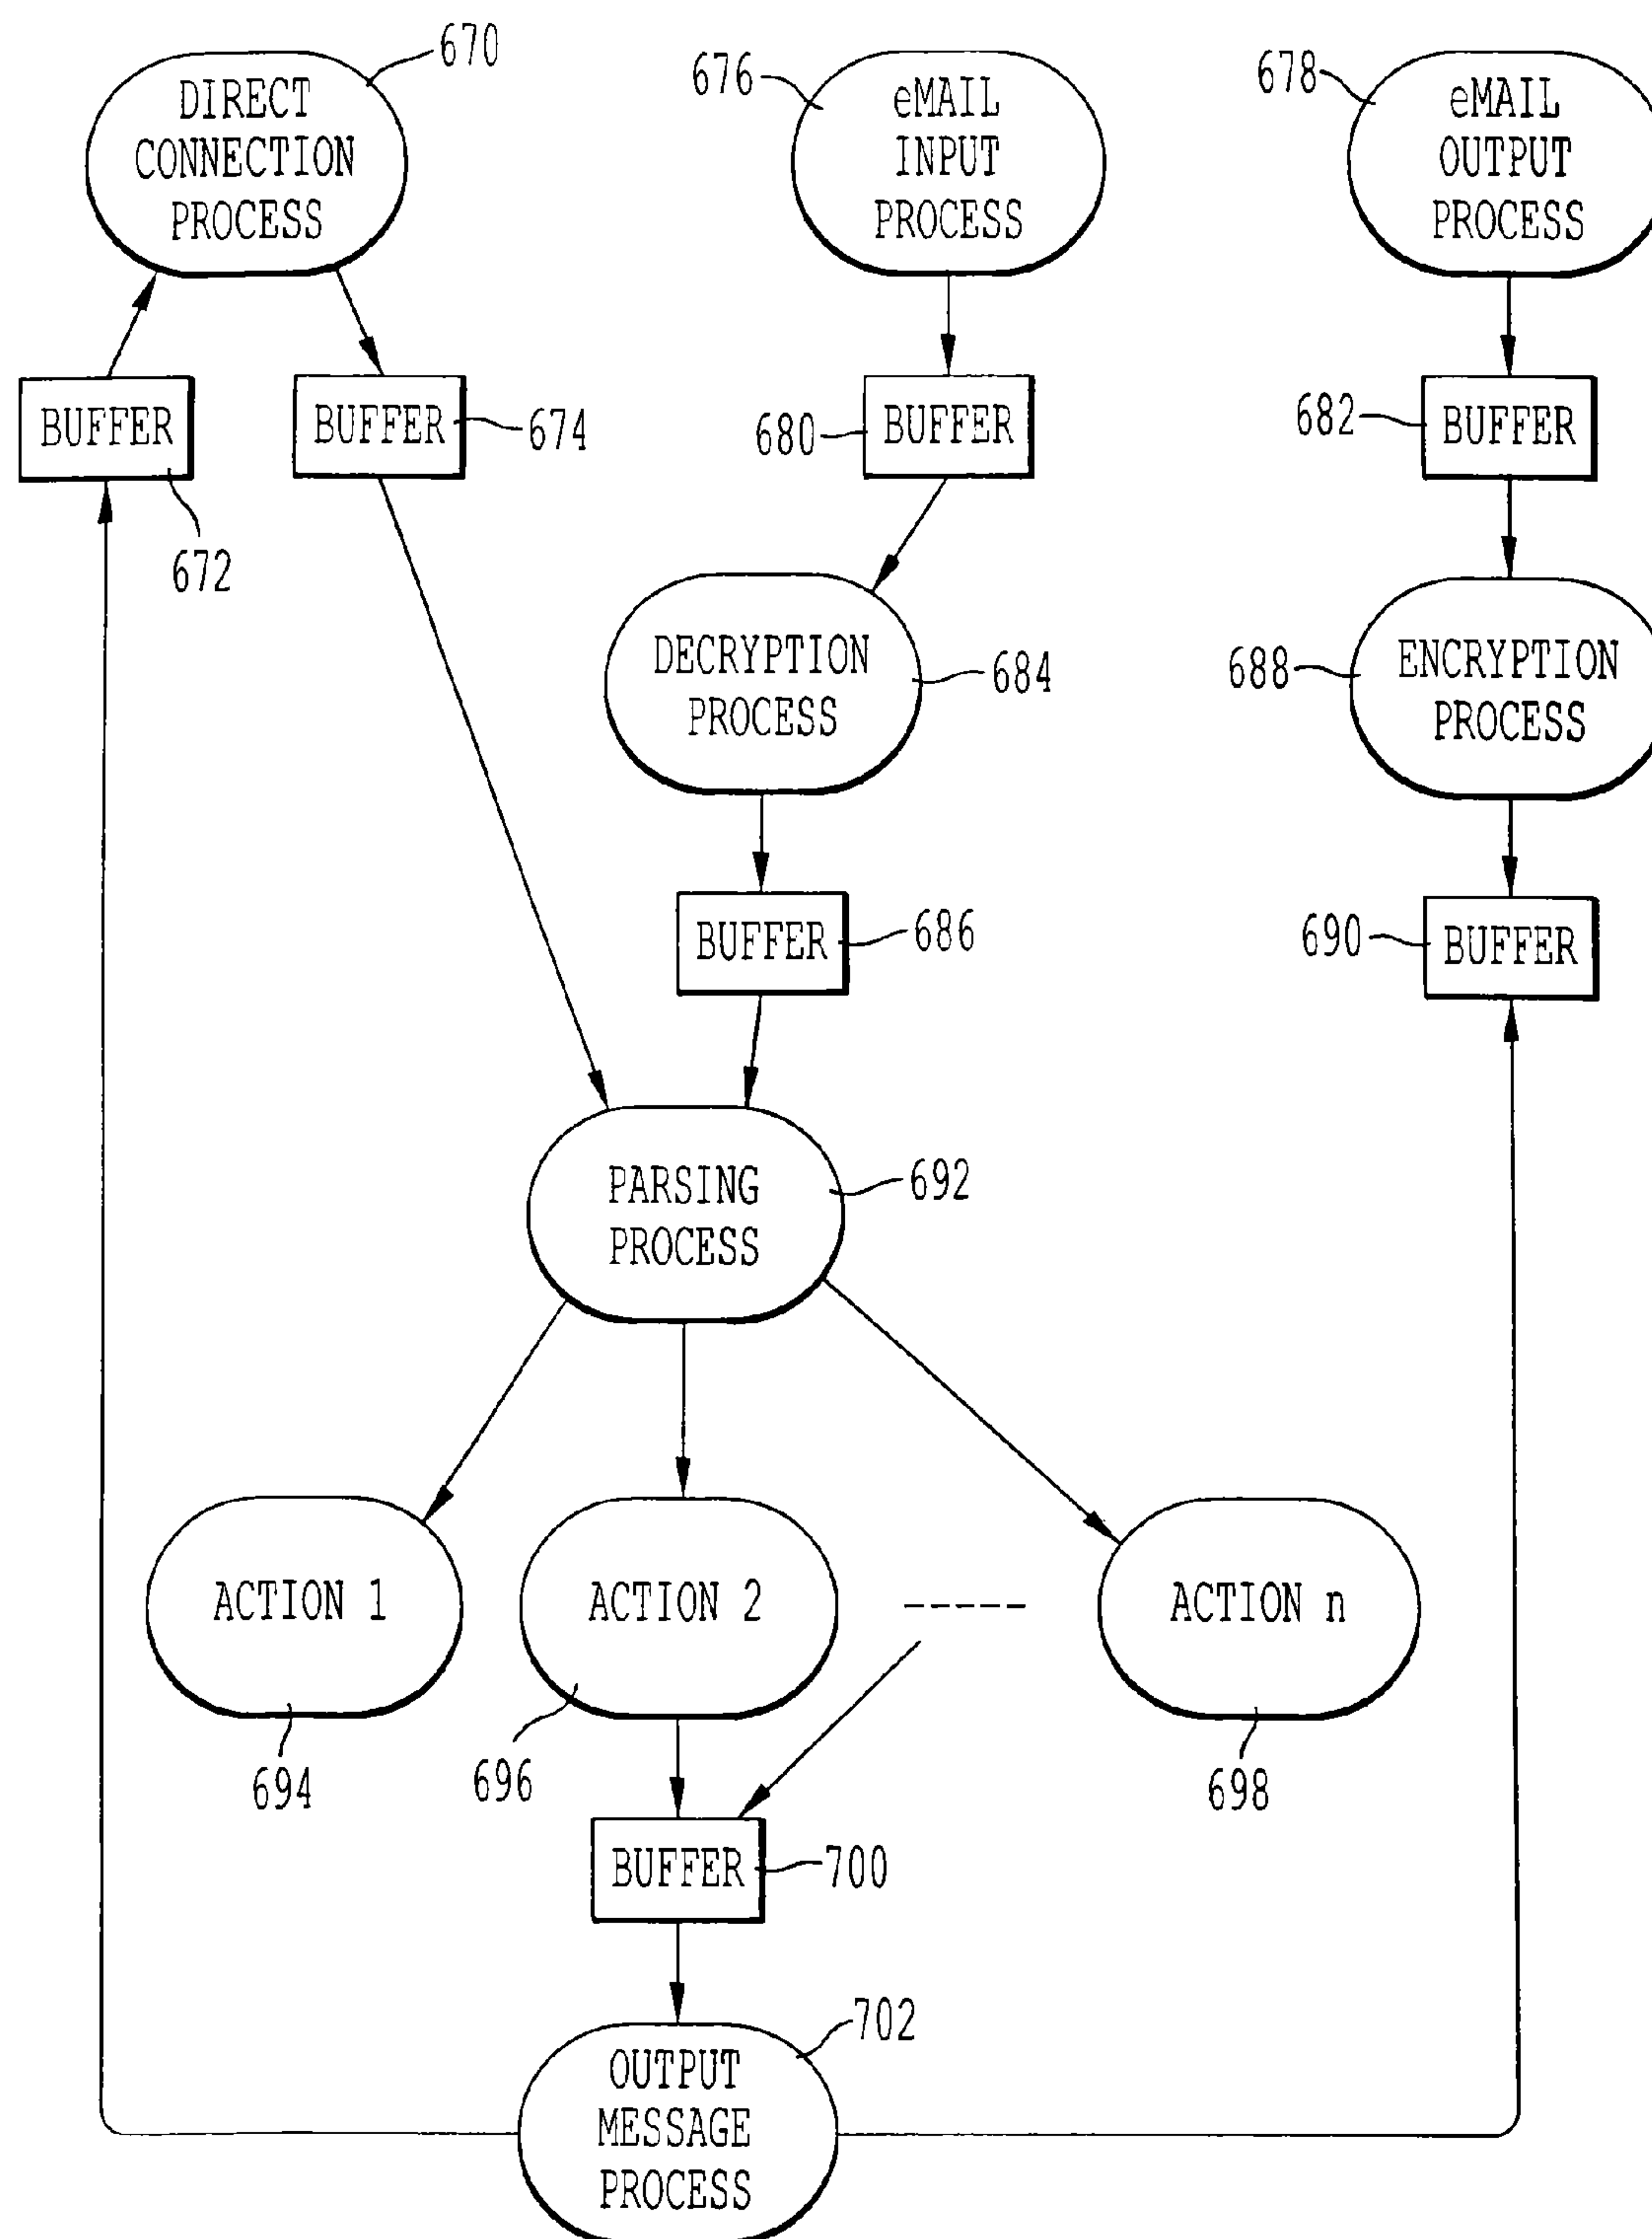 670
DIRECT
CONNECTION
PROCESS
676
eMAIL
INPUT
PROCESS
678
eMAIL
OUTPUT
PROCESS
BUFFER
672
BUFFER
674
680
BUFFER
682
BUFFER
DECRYPTION
PROCESS
684
688
ENCRYPTION
PROCESS
BUFFER
686
690
BUFFER
PARSING
PROCESS
692
ACTION 1
694
ACTION 2
696
ACTION n
698
BUFFER
700
702
OUTPUT
MESSAGE
PROCESS